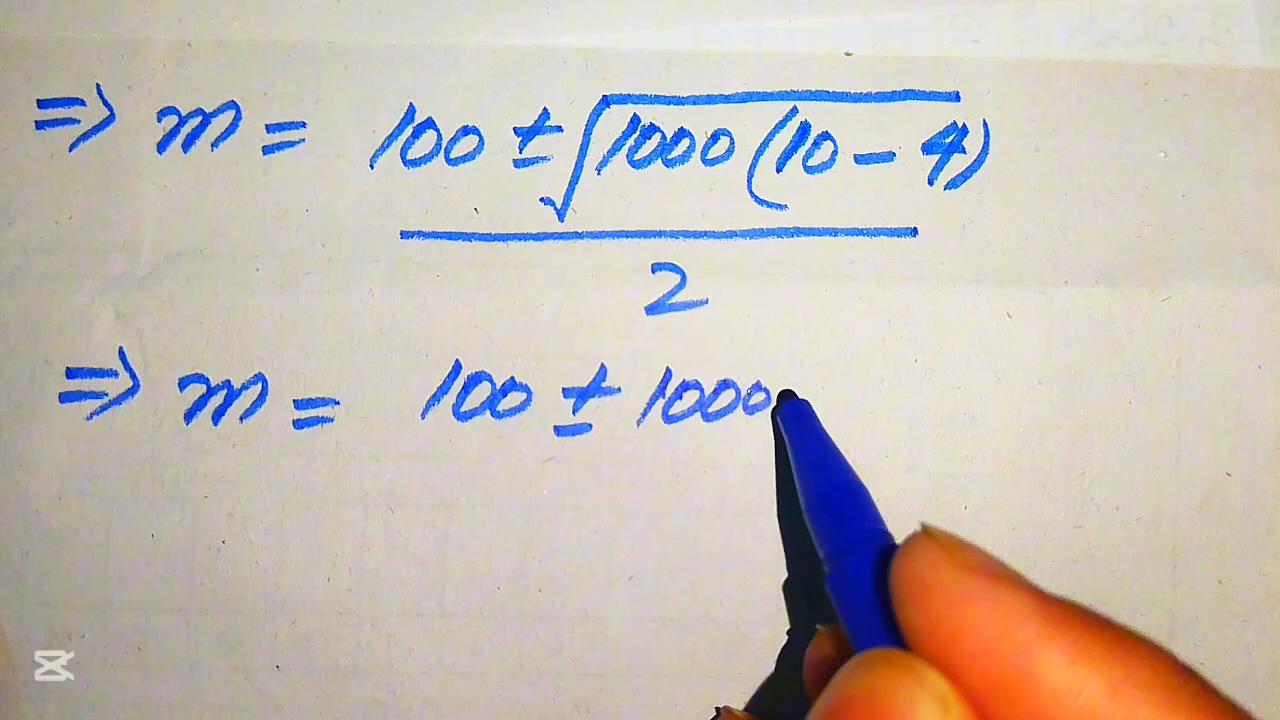 => m = 100 ± √1000(10 - 4)
2
=> m = 100 ± 1000